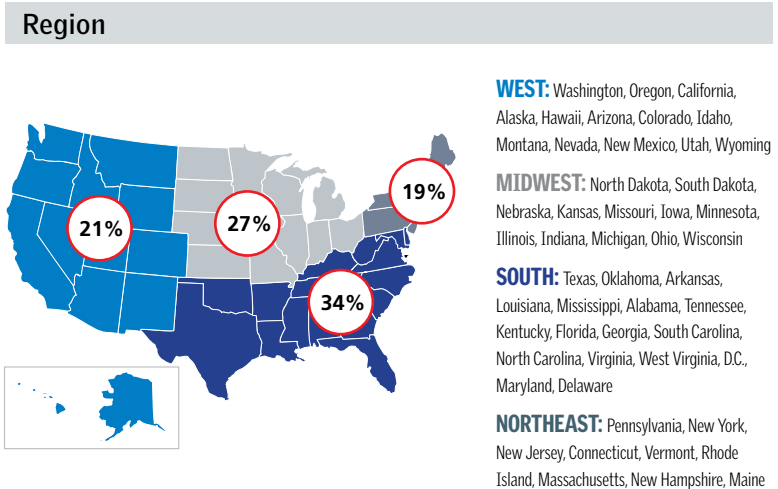 Region
WEST: Washington, Oregon, California,
Alaska, Hawaii, Arizona, Colorado, Idaho,
Montana, Nevada, New Mexico, Utah, Wyoming
MIDWEST: North Dakota, South Dakota,
Nebraska, Kansas, Missouri, Iowa, Minnesota,
Illinois, Indiana, Michigan, Ohio, Wisconsin
SOUTH: Texas, Oklahoma, Arkansas,
Louisiana, Mississippi, Alabama, Tennessee,
Kentucky, Florida, Georgia, South Carolina,
North Carolina, Virginia, West Virginia, D.C.,
Maryland, Delaware
NORTHEAST: Pennsylvania, New York,
New Jersey, Connecticut, Vermont, Rhode
Island, Massachusetts, New Hampshire, Maine
19%
21%
27%
34%